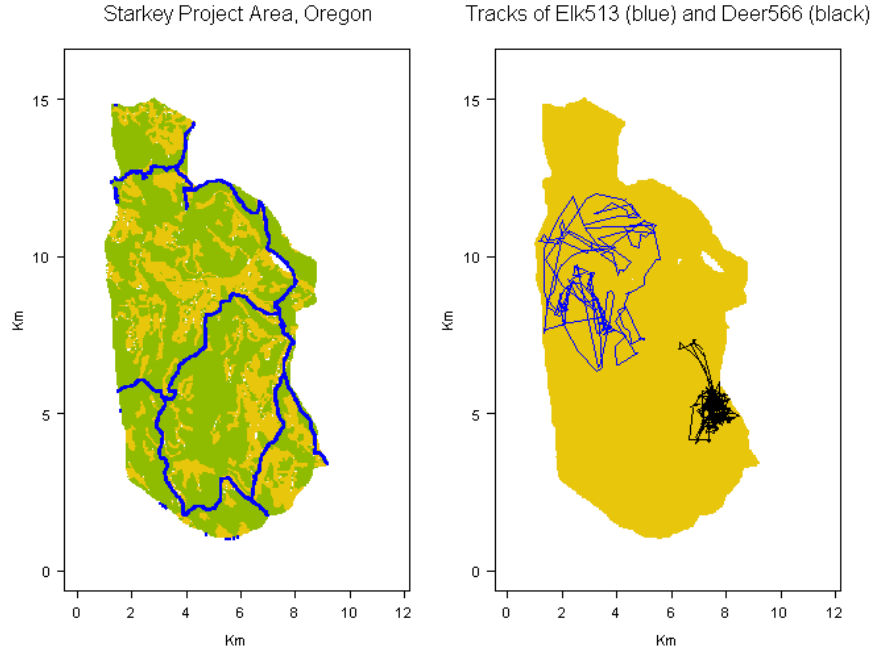 Starkey Project Area, Oregon
Tracks of Elk513 (blue) and Deer566 (black)
Km
15
10
5
0
0 2 4 6 8 10 12
Km
Km
15
10
5
0
0 2 4 6 8 10 12
Km